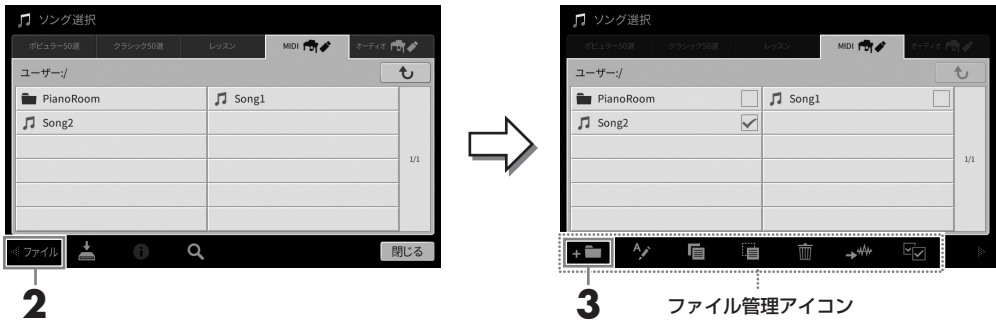 ソング選択
ポピュラー50選 クラシック50選 レッスン MIDI オーディオ
ユーザー:/
PianoRoom Song1
Song2
1/1
ファイル 閉じる
2
ソング選択
ポピュラー50選 クラシック50選 レッスン MIDI オーディオ
ユーザー:/
PianoRoom Song1
Song2
1/1
3 ファイル管理アイコン